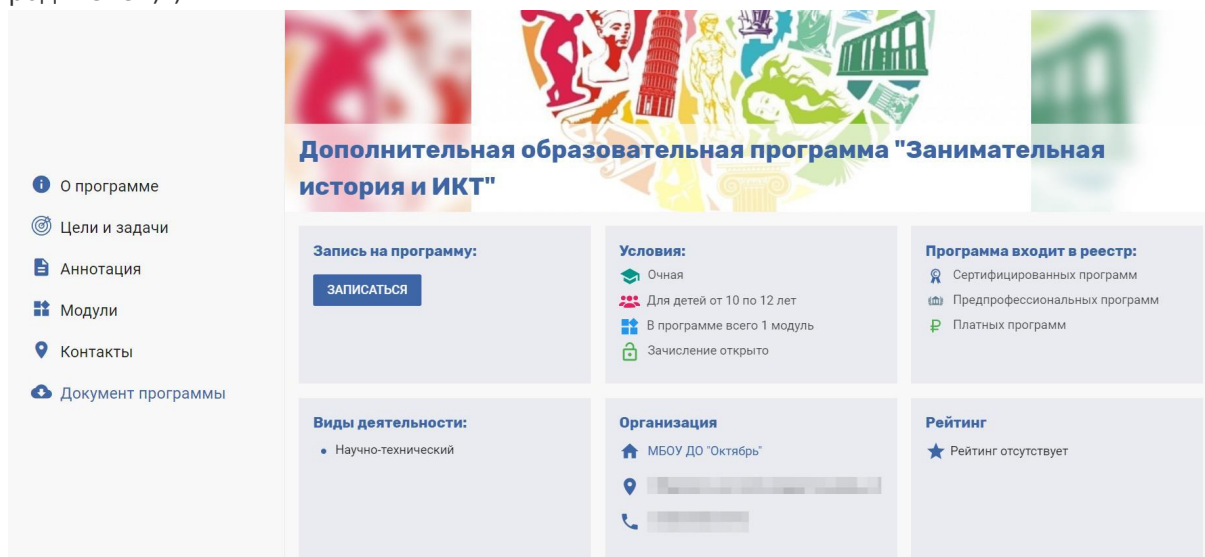 Дополнительная образовательная программа "Занимательная
история и ИКТ"
О программе
Цели и задачи
Аннотация
Модули
Контакты
Документ программы
Запись на программу:
ЗАПИСАТЬСЯ
Условия:
Очная
Для детей от 10 по 12 лет
В программе всего 1 модуль
Зачисление открыто
Программа входит в реестр:
Сертифицированных программ
Предпрофессиональных программ
Платных программ
Виды деятельности:
Научно-технический
Организация
МБОУ ДО "Октябрь"
Рейтинг
Рейтинг отсутствует